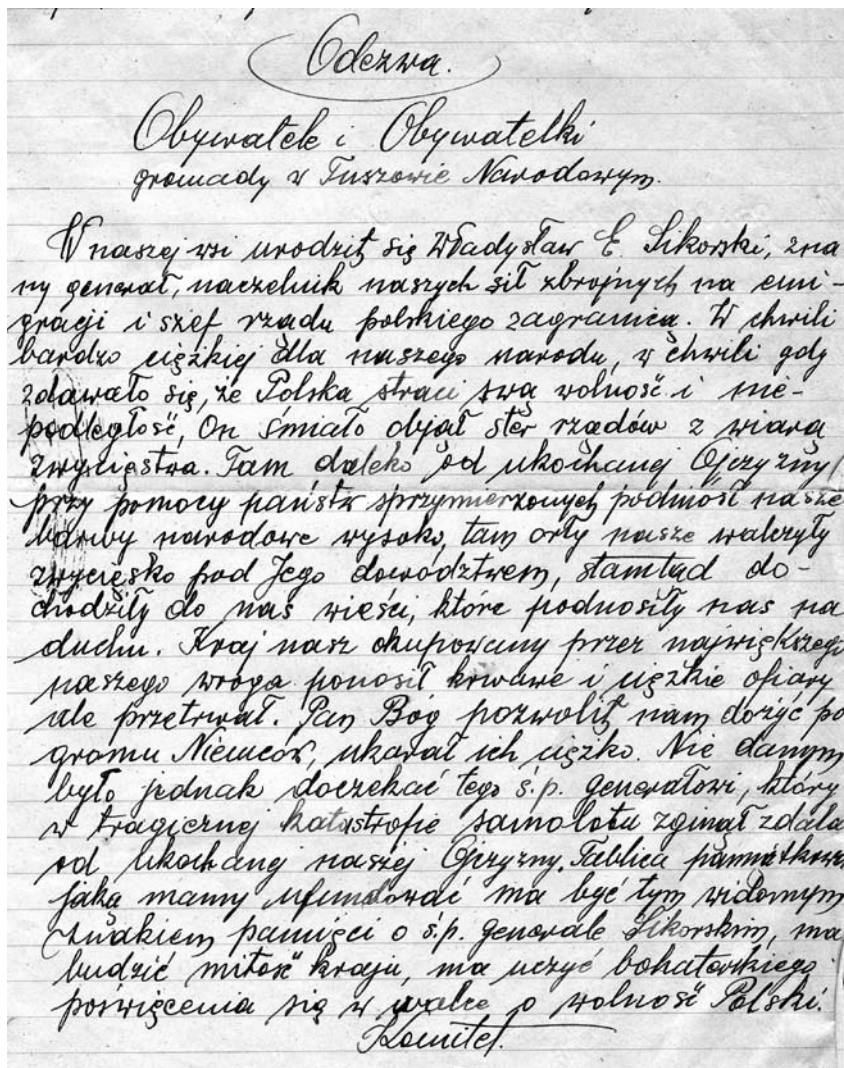 Odezwa.
Obywatele i Obywatelki
gromady w Tuszowie Narodowym.
W naszej wsi urodził się Władysław E. Sikorski, zna
ny generał, naczelnik naszych sił zbrojnych na emi-
gracji i szef rządu polskiego zagranicą. W chwili
bardzo ciężkiej dla naszego narodu, w chwili gdy
zdawało się, że Polska straci swą wolność i nie-
podległość, On śmiało objął ster rządów z wiarą
zwycięstwa. Tam daleko od ukochanej Ojczyzny
przy pomocy państw sprzymierzonych podniósł nasze
barwy narodowe wysoko, tam orły nasze walczyły
zwycięsko pod Jego dowództwem, stamtąd do-
chodziły do nas wieści, które podnosiły nas na
duchu. Kraj nasz okupowany przez największego
naszego wroga ponosił krwawe i ciężkie ofiary
ale przetrwał. Pan Bóg pozwolił nam dożyć po
gromu Niemców, ukarał ich ciężko. Nie danym
było jednak doczekać tego ś.p. generałowi, który
w tragicznej katastrofie samolotu zginął zdala
od ukochanej naszej Ojczyzny. Tablica pamiątkowa
jaką mamy ufundować ma być tym widomym
znakiem pamięci o ś.p. generale Sikorskim, ma
budzić miłość kraju, ma uczyć bohaterskiego
poświęcenia się w walce o wolność Polski.
Komitet.